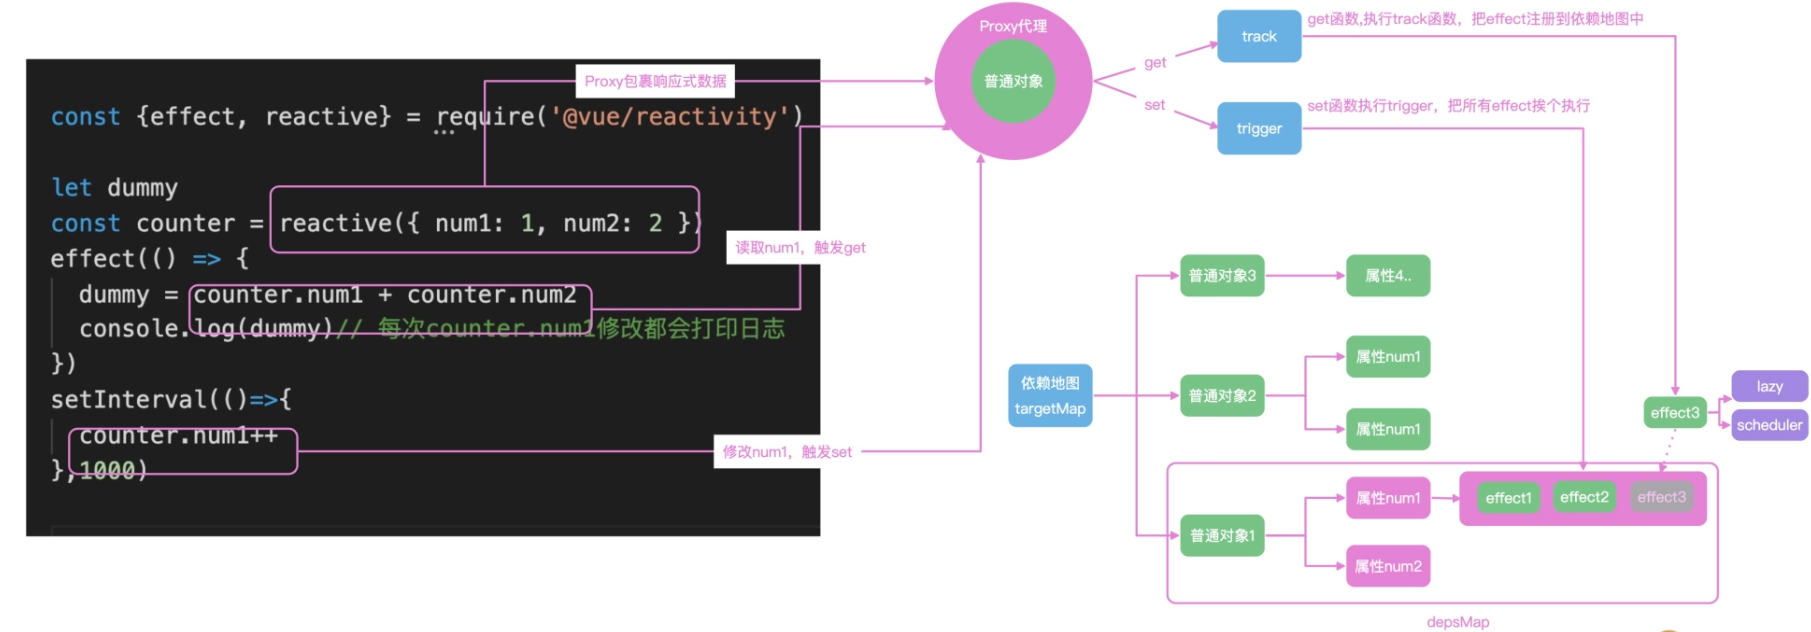 const {effect, reactive} = require('@vue/reactivity')
let dummy
const counter = reactive({ num1: 1, num2: 2 })
effect(() => {
dummy = counter.num1 + counter.num2
console.log(dummy)// 每次counter.num1修改都会打印日志
})
setInterval(()=>{
counter.num1++
},1000)
Proxy包裹响应式数据
读取num1，触发get
修改num1，触发set
Proxy代理
普通对象
get
set
track
trigger
get函数,执行track函数，把effect注册到依赖地图中
set函数执行trigger，把所有effect挨个执行
依赖地图
targetMap
普通对象3
属性4..
普通对象2
属性num1
属性num1
普通对象1
属性num1
属性num2
effect1
effect2
effect3
effect3
lazy
scheduler
depsMap